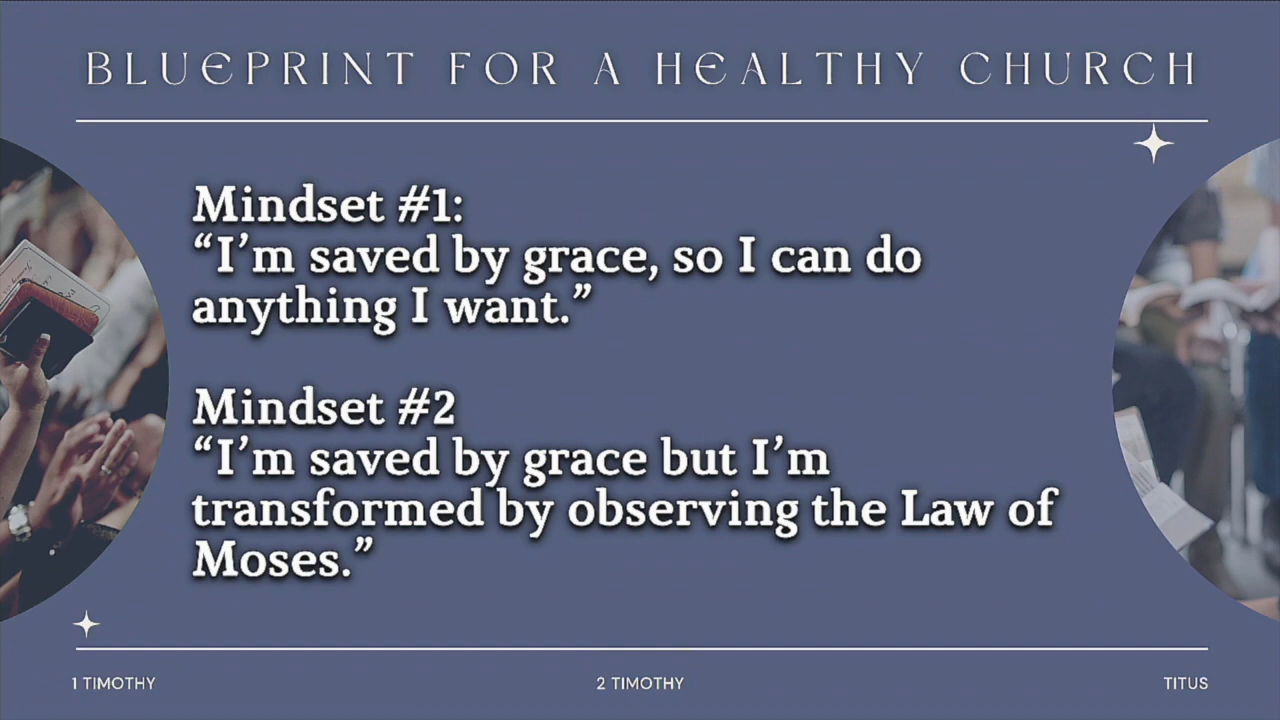 BLUEPRINT FOR A HEALTHY CHURCH
Mindset #1:
“I’m saved by grace, so I can do
anything I want.”
Mindset #2
“I’m saved by grace but I’m
transformed by observing the Law of
Moses.”
1 TIMOTHY
2 TIMOTHY
TITUS